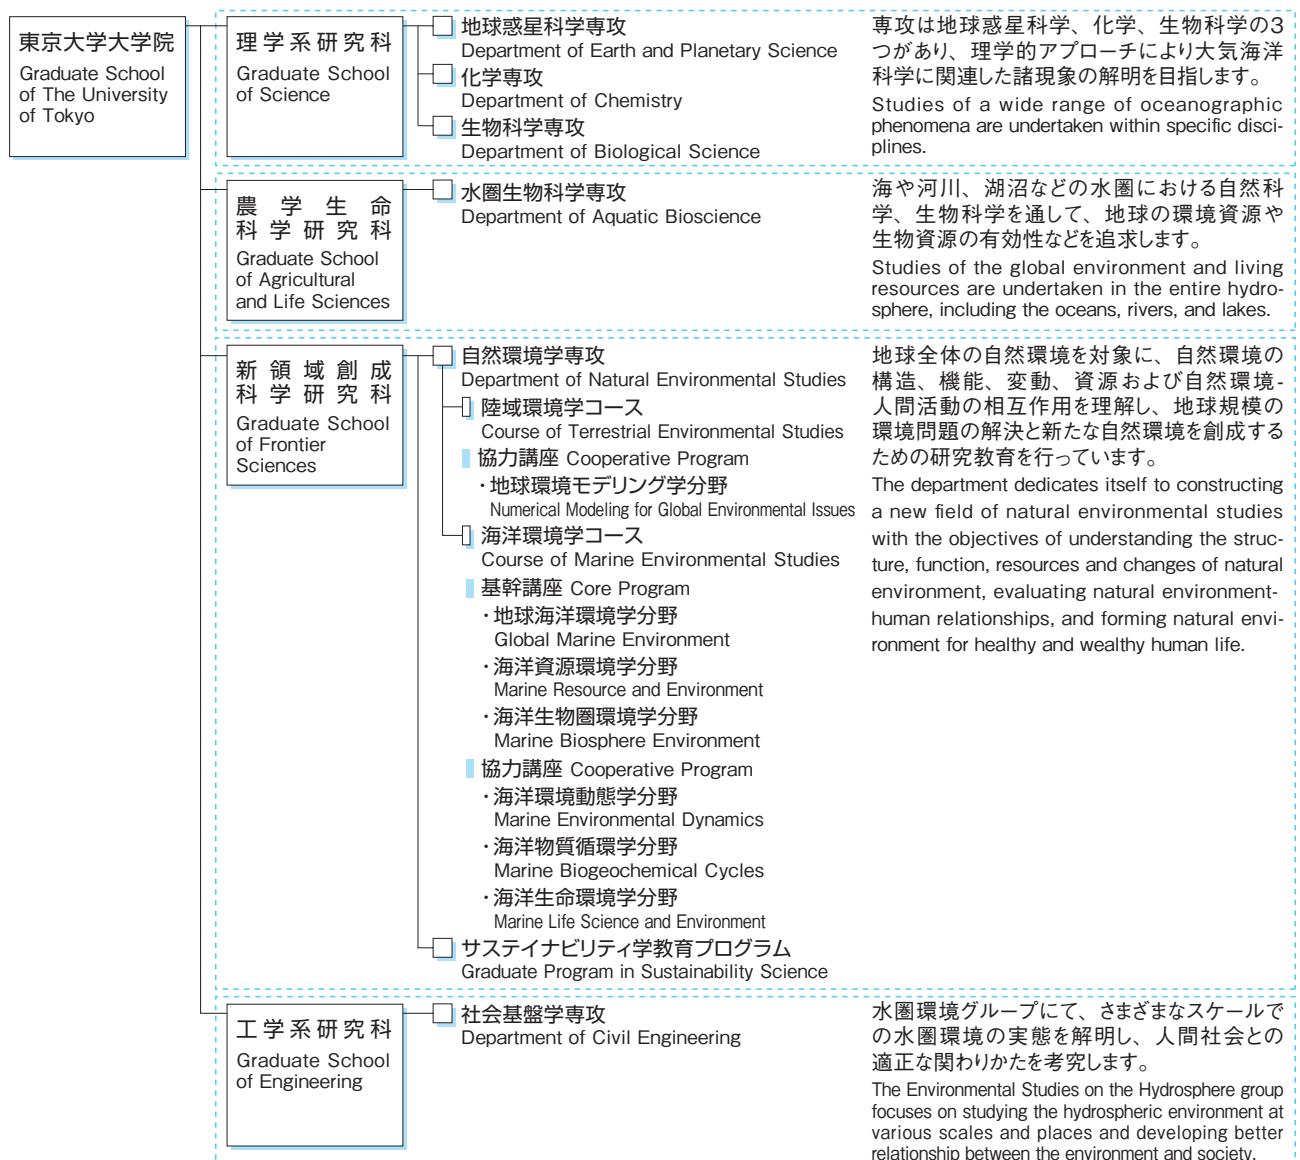 東京大学大学院
Graduate School
of The University
of Tokyo
理学系研究科
Graduate School
of Science
地球惑星科学専攻
Department of Earth and Planetary Science
化学専攻
Department of Chemistry
生物科学専攻
Department of Biological Science
専攻は地球惑星科学、化学、生物科学の3
つがあり、理学的アプローチにより大気海洋
科学に関連した諸現象の解明を目指します。
Studies of a wide range of oceanographic
phenomena are undertaken within specific disci-
plines.
農学生命
科学研究科
Graduate School
of Agricultural
and Life Sciences
水圏生物科学専攻
Department of Aquatic Bioscience
海や河川、湖沼などの水圏における自然科
学、生物科学を通して、地球の環境資源や
生物資源の有効性などを追求します。
Studies of the global environment and living
resources are undertaken in the entire hydro-
sphere, including the oceans, rivers, and lakes.
新領域創成
科学研究科
Graduate School
of Frontier
Sciences
自然環境学専攻
Department of Natural Environmental Studies
陸域環境学コース
Course of Terrestrial Environmental Studies
協力講座 Cooperative Program
・地球環境モデリング学分野
Numerical Modeling for Global Environmental Issues
海洋環境学コース
Course of Marine Environmental Studies
基幹講座 Core Program
・地球海洋環境学分野
Global Marine Environment
・海洋資源環境学分野
Marine Resource and Environment
・海洋生物圏環境学分野
Marine Biosphere Environment
協力講座 Cooperative Program
・海洋環境動態学分野
Marine Environmental Dynamics
・海洋物質循環学分野
Marine Biogeochemical Cycles
・海洋生命環境学分野
Marine Life Science and Environment
サステイナビリティ学教育プログラム
Graduate Program in Sustainability Science
地球全体の自然環境を対象に、自然環境の
構造、機能、変動、資源および自然環境-
人間活動の相互作用を理解し、地球規模の
環境問題の解決と新たな自然環境を創成する
ための研究教育を行っています。
The department dedicates itself to constructing
a new field of natural environmental studies
with the objectives of understanding the struc-
ture, function, resources and changes of natural
environment, evaluating natural environment-
human relationships, and forming natural envi-
ronment for healthy and wealthy human life.
工学系研究科
Graduate School
of Engineering
社会基盤学専攻
Department of Civil Engineering
水圏環境グループにて、さまざまなスケールで
の水圏環境の実態を解明し、人間社会との
適正な関わりかたを考究します。
The Environmental Studies on the Hydrosphere group
focuses on studying the hydrospheric environment at
various scales and places and developing better
relationship between the environment and society.